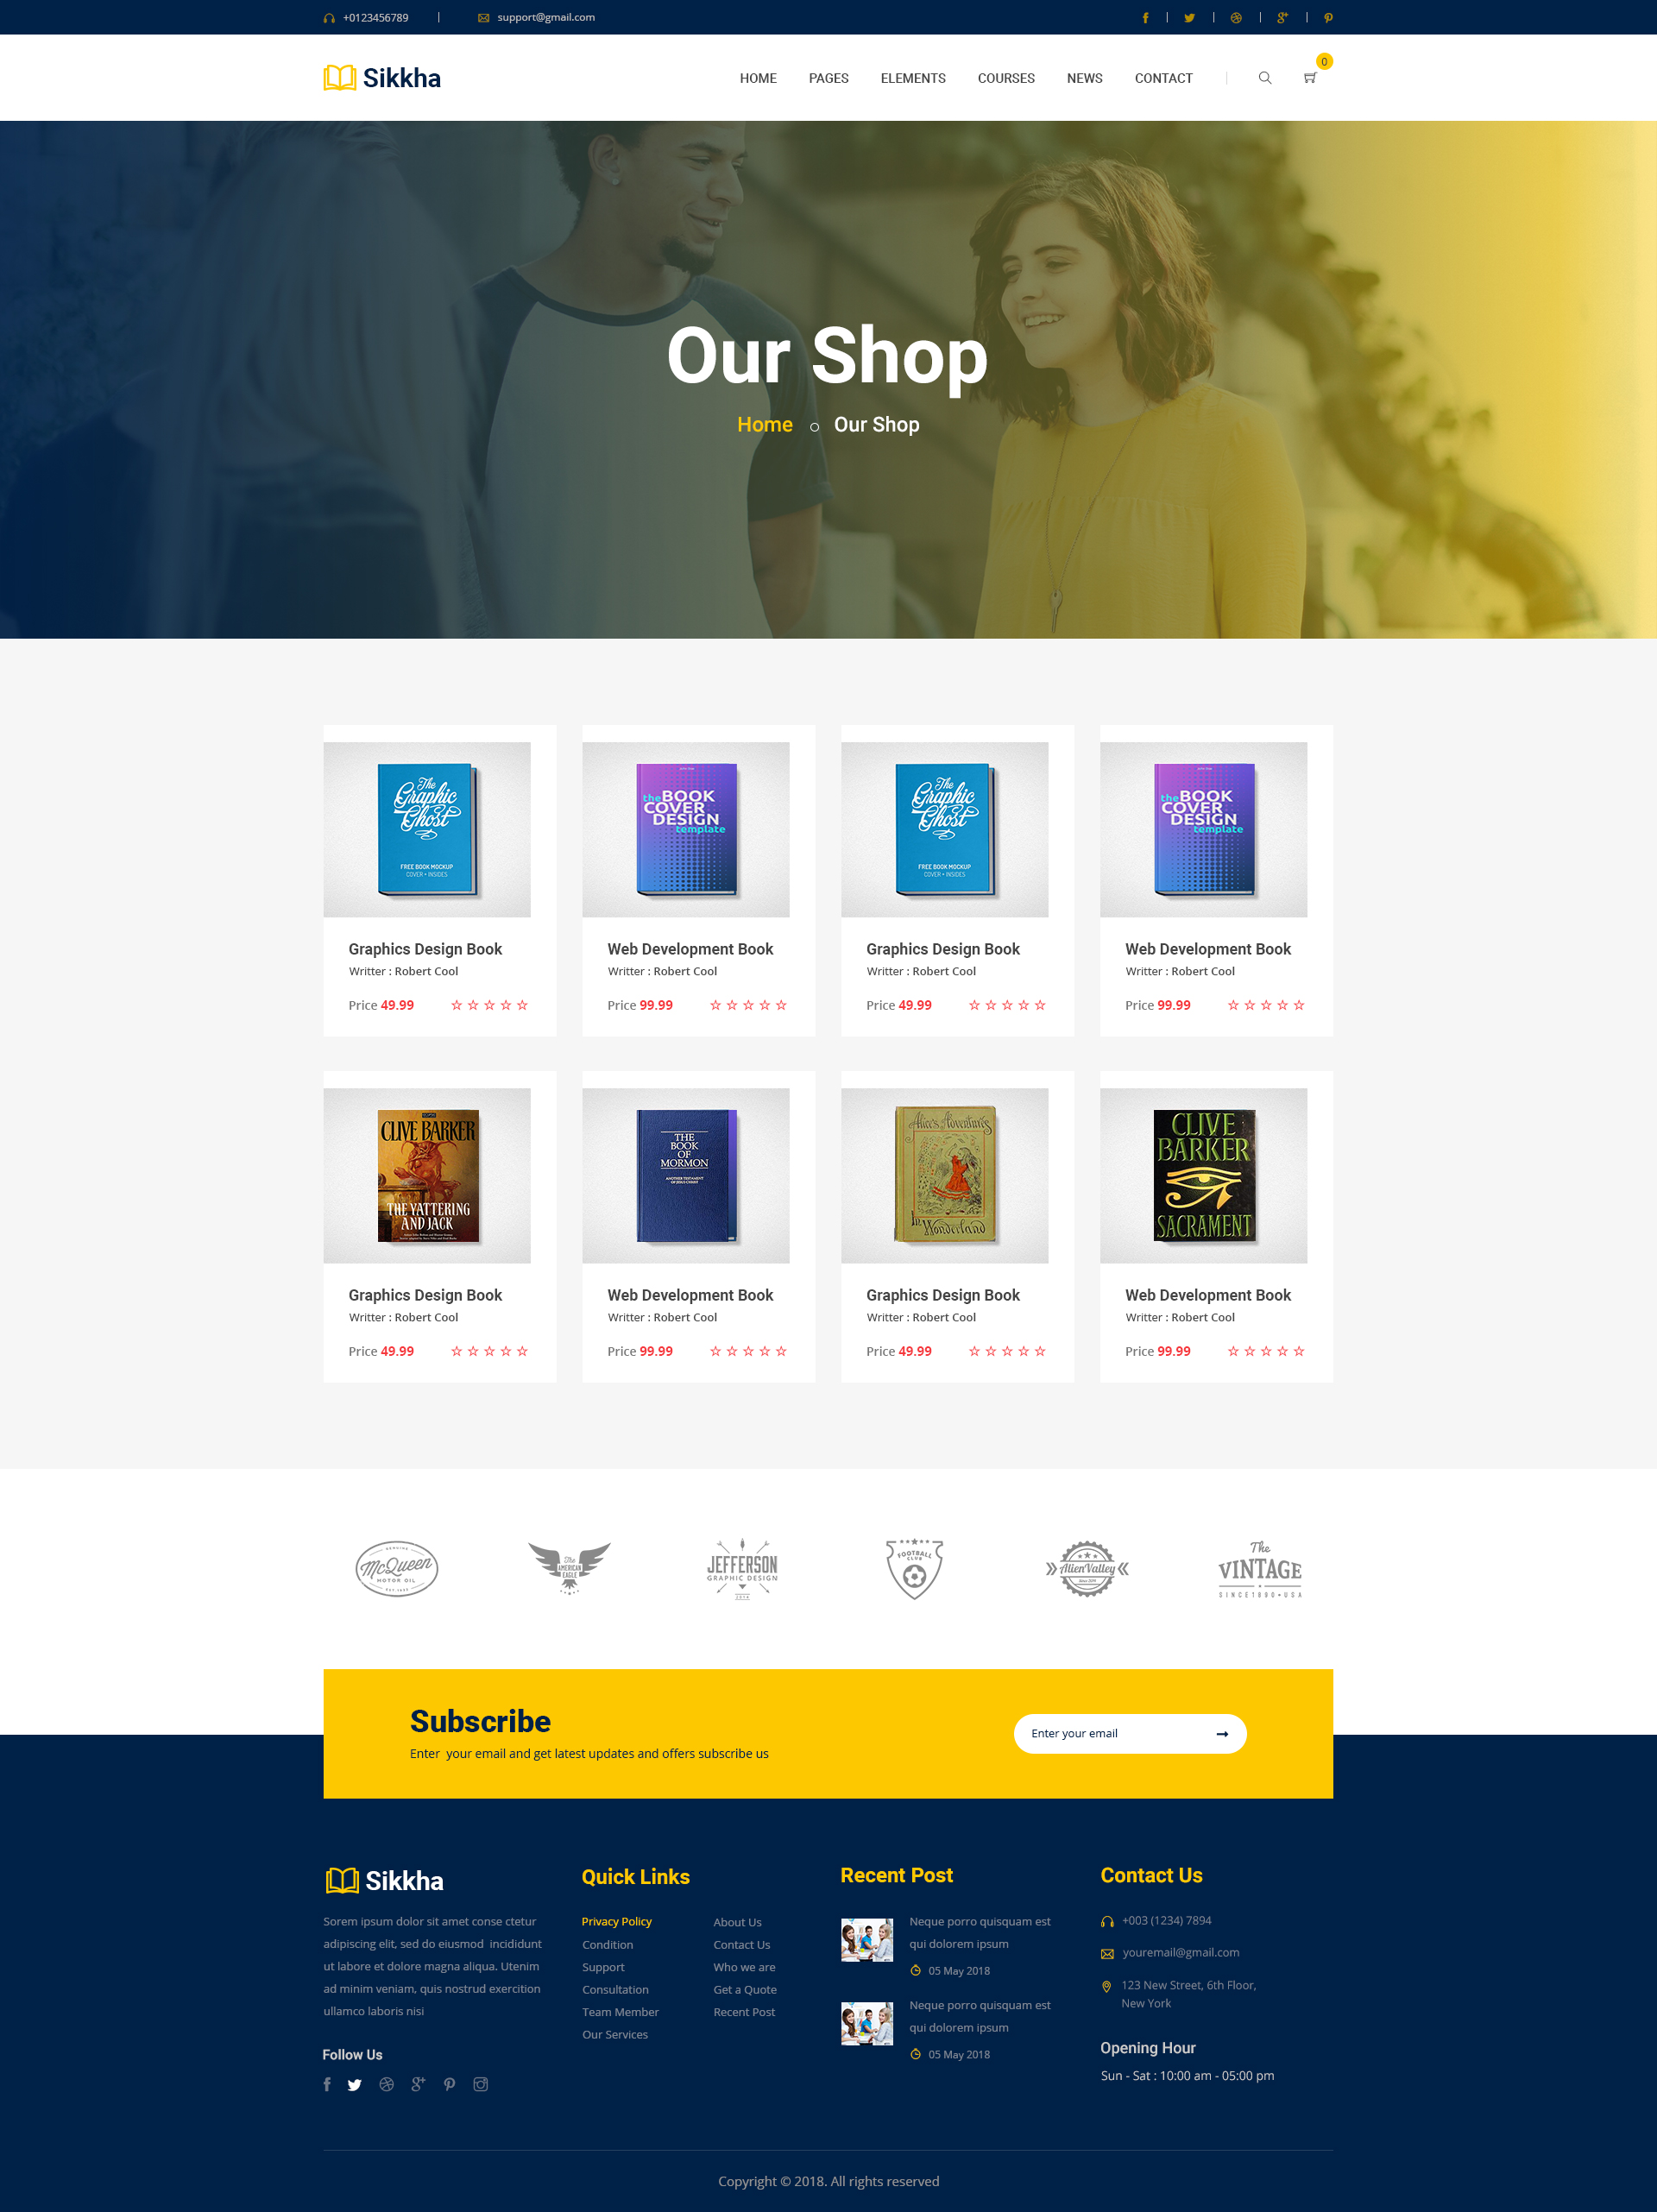 +0123456789
support@gmail.com
Sikkha
HOME PAGES ELEMENTS COURSES NEWS CONTACT
0
Our Shop
Home Our Shop
The Graphic Ghost
FREE BOOK MOCKUP
COVER + INSIDES
the BOOK
COVER
DESIGN
template
The Graphic Ghost
FREE BOOK MOCKUP
COVER + INSIDES
the BOOK
COVER
DESIGN
template
Graphics Design Book
Writter : Robert Cool
Price 49.99
Web Development Book
Writter : Robert Cool
Price 99.99
Graphics Design Book
Writter : Robert Cool
Price 49.99
Web Development Book
Writter : Robert Cool
Price 99.99
CLIVE BARKER
THE YATTERING
AND JACK
THE
BOOK
OF
MORMON
ANOTHER TESTAMENT
OF JESUS CHRIST
Alice's Adventures
In Wonderland
CLIVE
BARKER
SACRAMENT
Graphics Design Book
Writter : Robert Cool
Price 49.99
Web Development Book
Writter : Robert Cool
Price 99.99
Graphics Design Book
Writter : Robert Cool
Price 49.99
Web Development Book
Writter : Robert Cool
Price 99.99
GENUINE
McQueen
MOTOR OIL
The
AMERICAN
EAGLE
JEFFERSON
GRAPHIC DESIGN
FOOTBALL
CLUB
AlienValley
The
VINTAGE
SINCE1890•USA
Subscribe
Enter  your email and get latest updates and offers subscribe us
Enter your email
Sikkha
Sorem ipsum dolor sit amet conse ctetur
adipiscing elit, sed do eiusmod  incididunt
ut labore et dolore magna aliqua. Utenim
ad minim veniam, quis nostrud exercition
ullamco laboris nisi
Follow Us
Quick Links
Privacy Policy
Condition
Support
Consultation
Team Member
Our Services
About Us
Contact Us
Who we are
Get a Quote
Recent Post
Recent Post
Neque porro quisquam est
qui dolorem ipsum
05 May 2018
Neque porro quisquam est
qui dolorem ipsum
05 May 2018
Contact Us
+003 (1234) 7894
youremail@gmail.com
123 New Street, 6th Floor,
New York
Opening Hour
Sun - Sat : 10:00 am - 05:00 pm
Copyright © 2018. All rights reserved